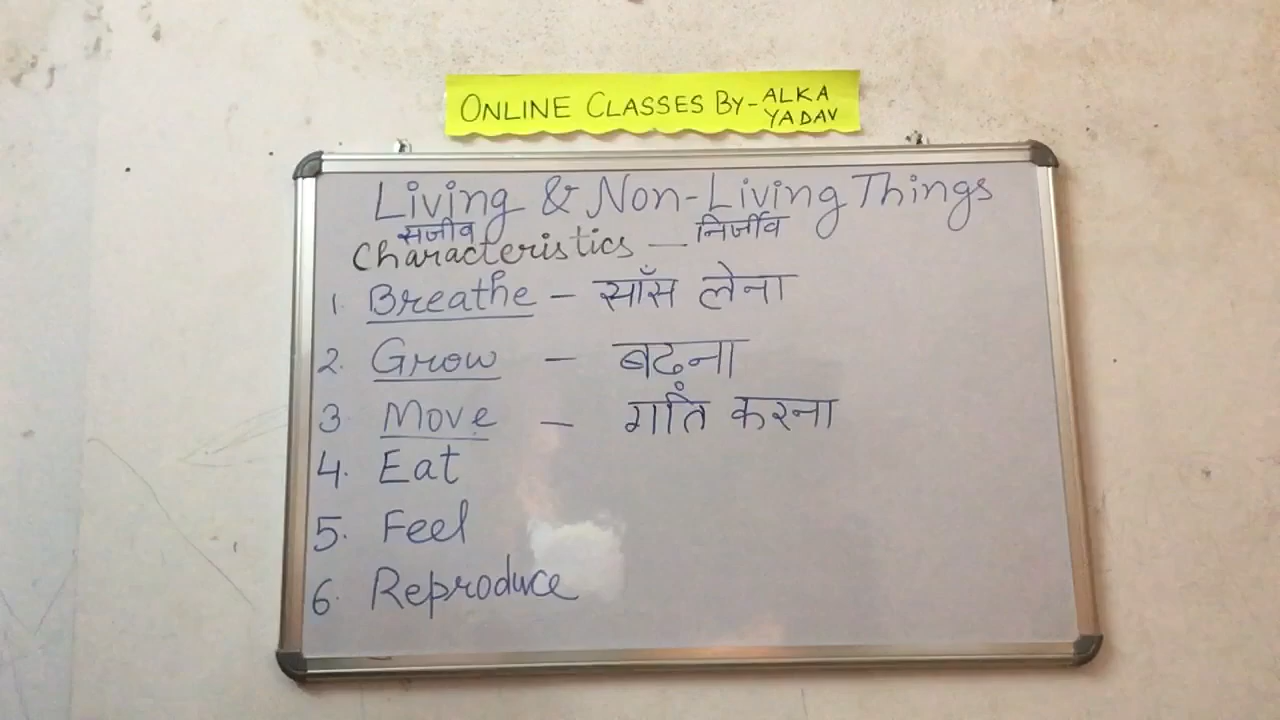 ONLINE CLASSES BY- ALKA YADAV
Living & Non-Living Things
सजीव निर्जीव
Characteristics —
1. Breathe - साँस लेना
2. Grow - बढना
3 Move - गतिं करना
4. Eat
5. Feel
6. Reproduce